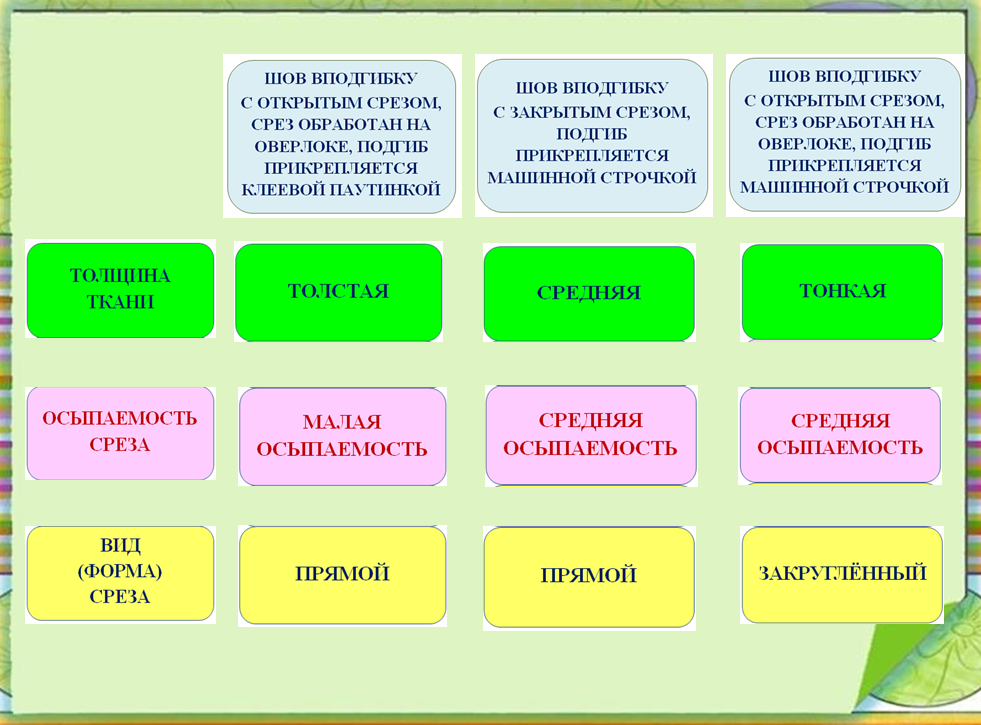 ШОВ ВПОДГИБКУ
С ОТКРЫТЫМ СРЕЗОМ,
СРЕЗ ОБРАБОТАН НА
ОВЕРЛОКЕ, ПОДГИБ
ПРИКРЕПЛЯЕТСЯ
КЛЕЕВОЙ ПАУТИНКОЙ
ШОВ ВПОДГИБКУ
С ЗАКРЫТЫМ СРЕЗОМ,
ПОДГИБ
ПРИКРЕПЛЯЕТСЯ
МАШИННОЙ СТРОЧКОЙ
ШОВ ВПОДГИБКУ
С ОТКРЫТЫМ СРЕЗОМ,
СРЕЗ ОБРАБОТАН НА
ОВЕРЛОКЕ, ПОДГИБ
ПРИКРЕПЛЯЕТСЯ
МАШИННОЙ СТРОЧКОЙ
ТОЛЩИНА
ТКАНИ
ТОЛСТАЯ
СРЕДНЯЯ
ТОНКАЯ
ОСЫПАЕМОСТЬ
СРЕЗА
МАЛАЯ
ОСЫПАЕМОСТЬ
СРЕДНЯЯ
ОСЫПАЕМОСТЬ
СРЕДНЯЯ
ОСЫПАЕМОСТЬ
ВИД
(ФОРМА)
СРЕЗА
ПРЯМОЙ
ПРЯМОЙ
ЗАКРУГЛЁННЫЙ